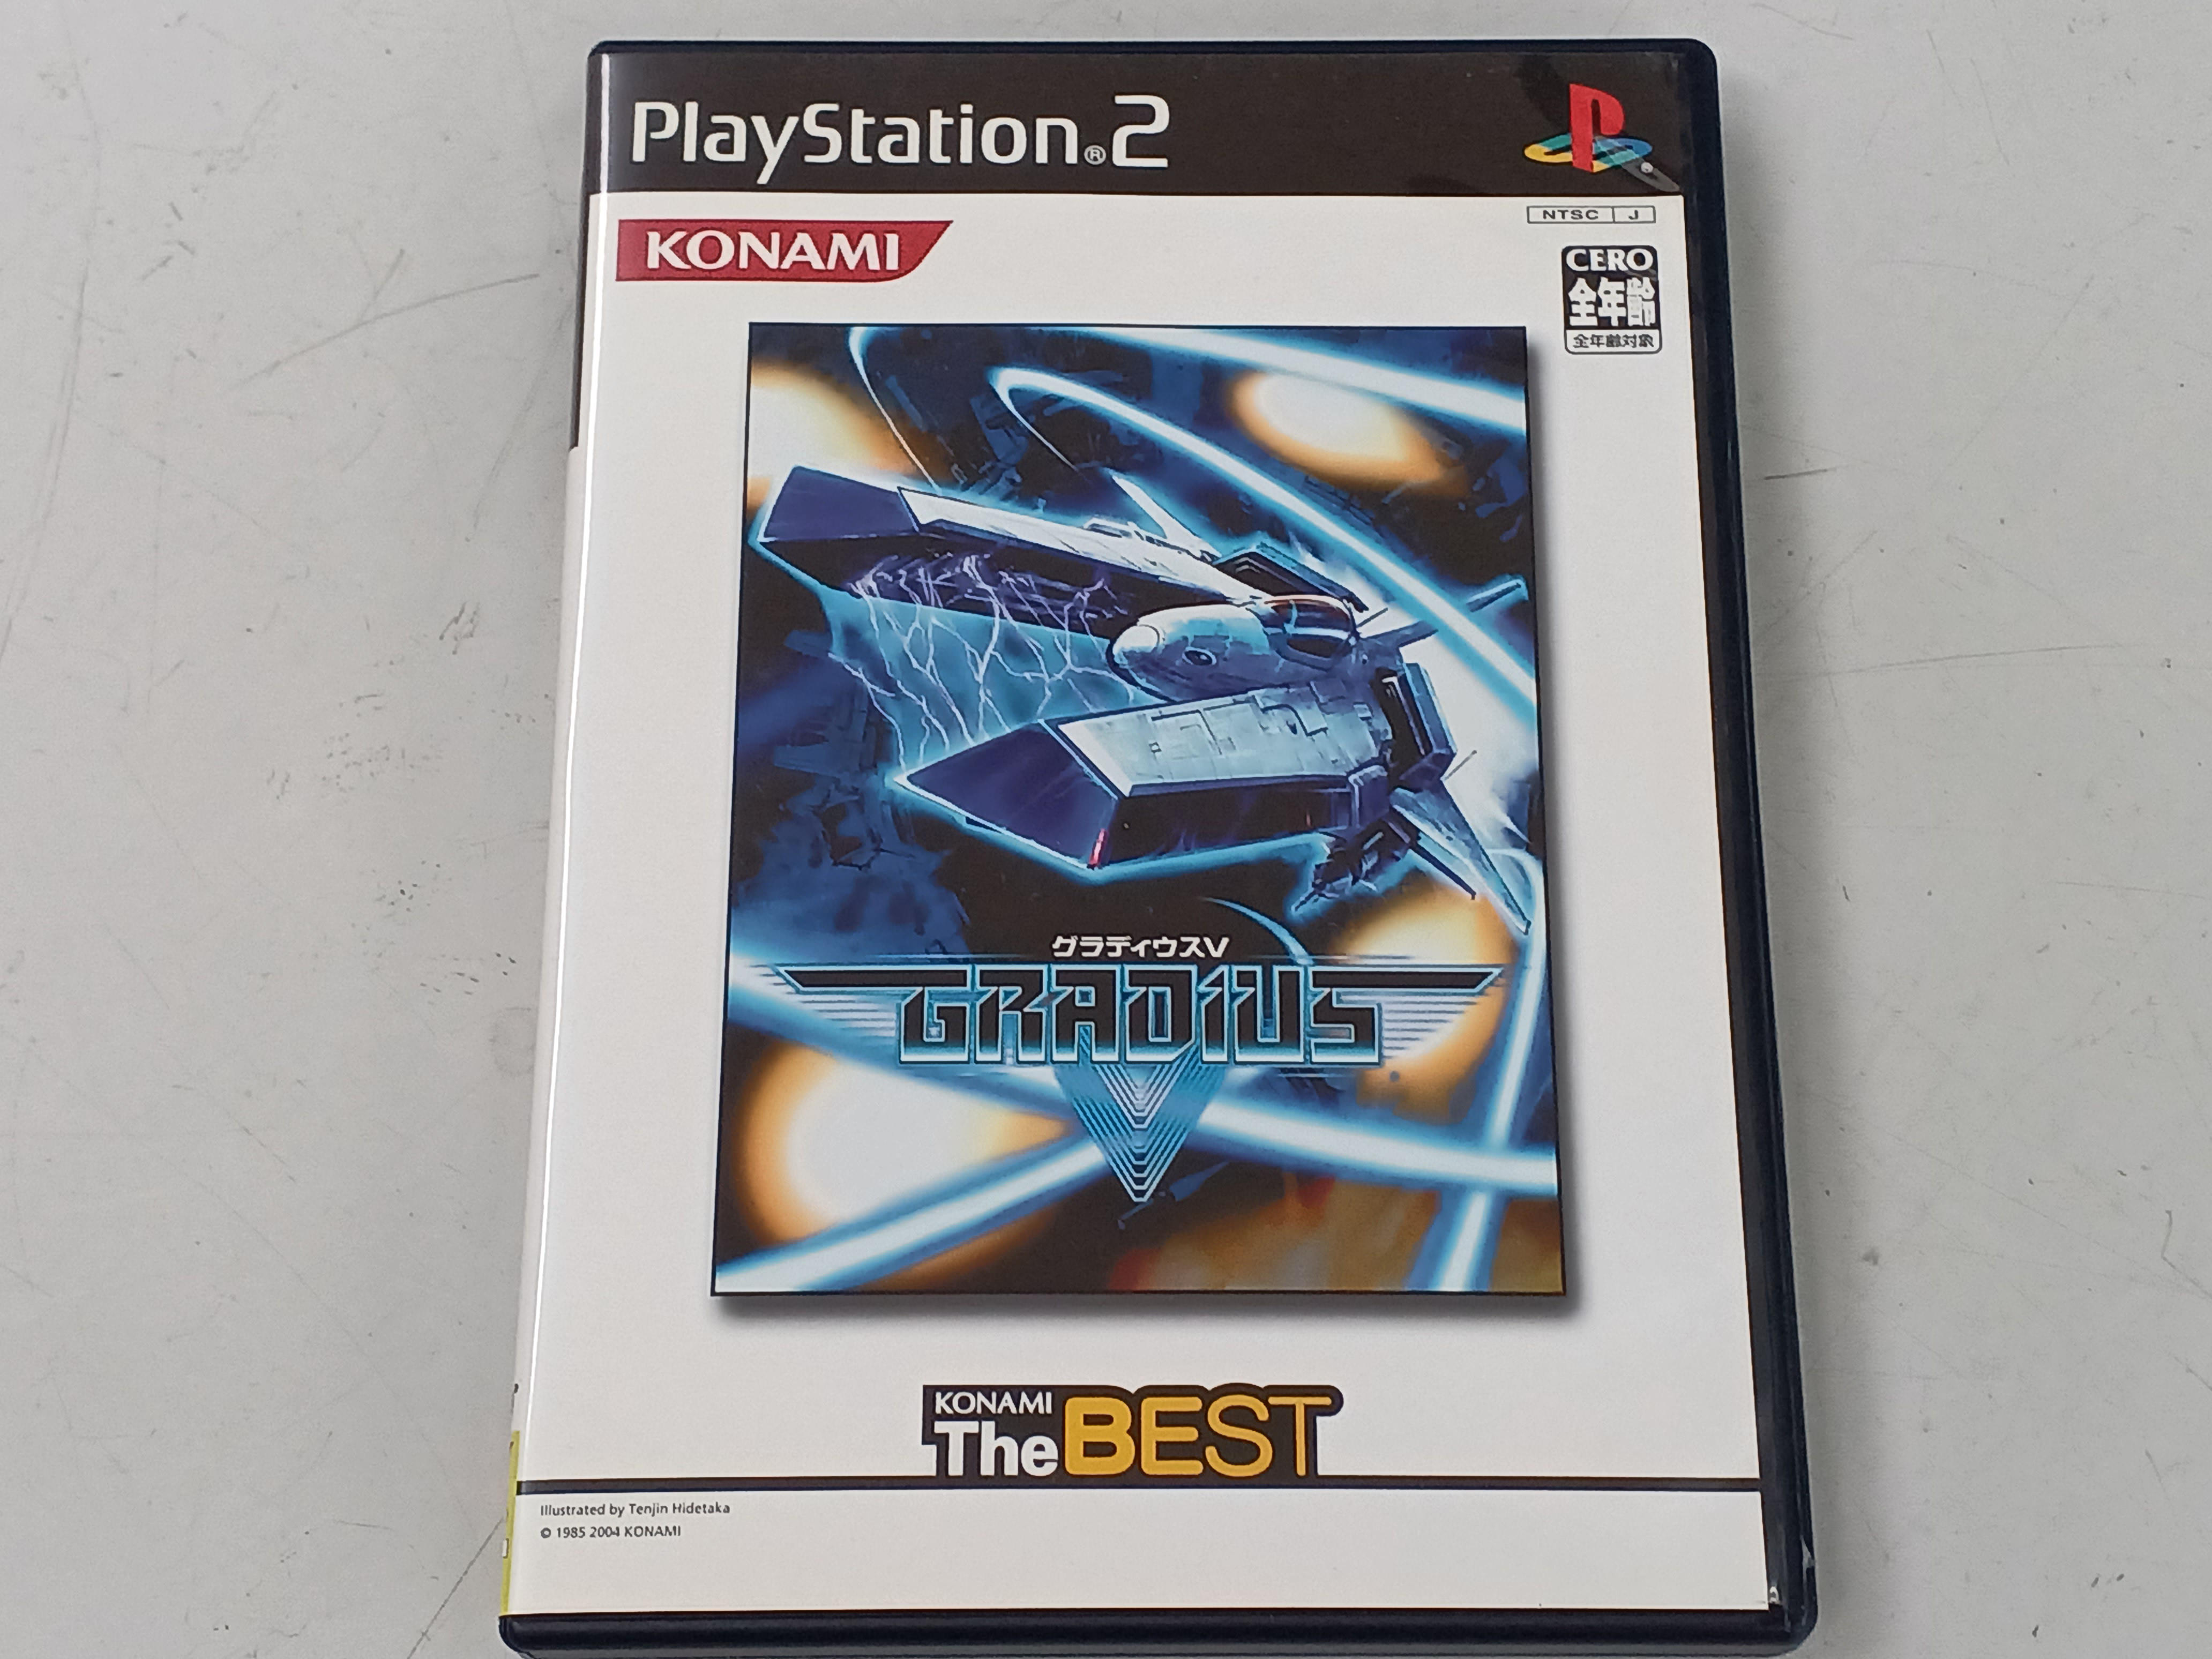 PlayStation®2
NTSC J
KONAMI
CERO
全年齢
全年齢対象
グラディウスV
GRADIUS
V
KONAMI
The BEST
Illustrated by Tenjin Hidetaka
© 1985 2004 KONAMI